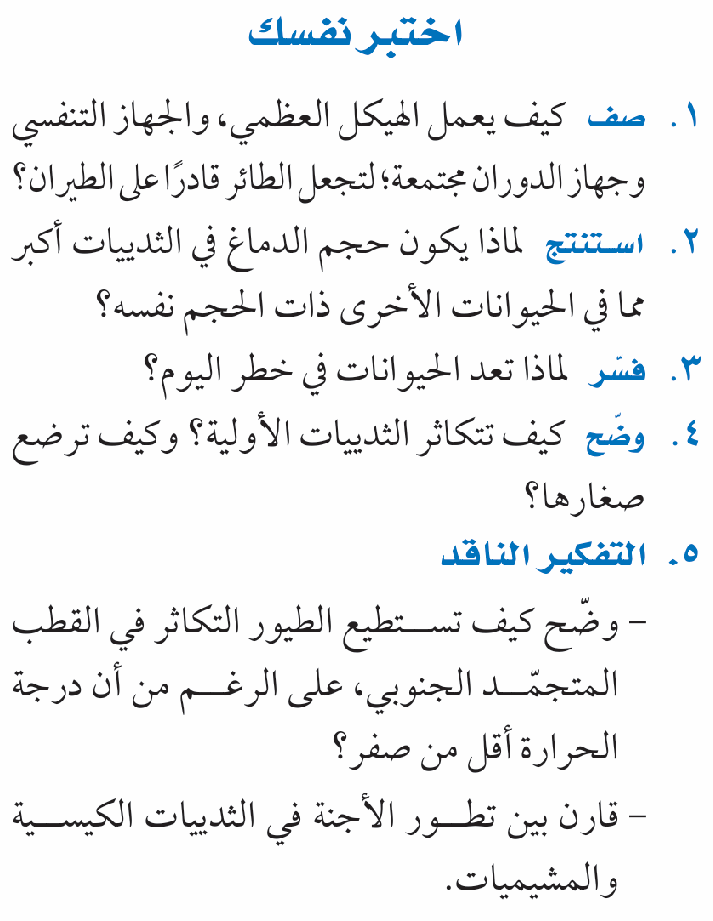 اختبر نفسك
١. صف كيف يعمل الهيكل العظمي، والجهاز التنفسي
وجهاز الدوران مجتمعة؛ لتجعل الطائر قادرًا على الطيران؟
٢. استنتج لماذا يكون حجم الدماغ في الثدييات أكبر
مما في الحيوانات الأخرى ذات الحجم نفسه؟
٣. فسّر لماذا تعد الحيوانات في خطر اليوم؟
٤. وضّح كيف تتكاثر الثدييات الأولية؟ وكيف ترضع
صغارها؟
٥. التفكير الناقد
– وضّح كيف تستطيع الطيور التكاثر في القطب
المتجمّد الجنوبي، على الرغم من أن درجة
الحرارة أقل من صفر؟
– قارن بين تطور الأجنة في الثدييات الكيسية
والمشيميات.